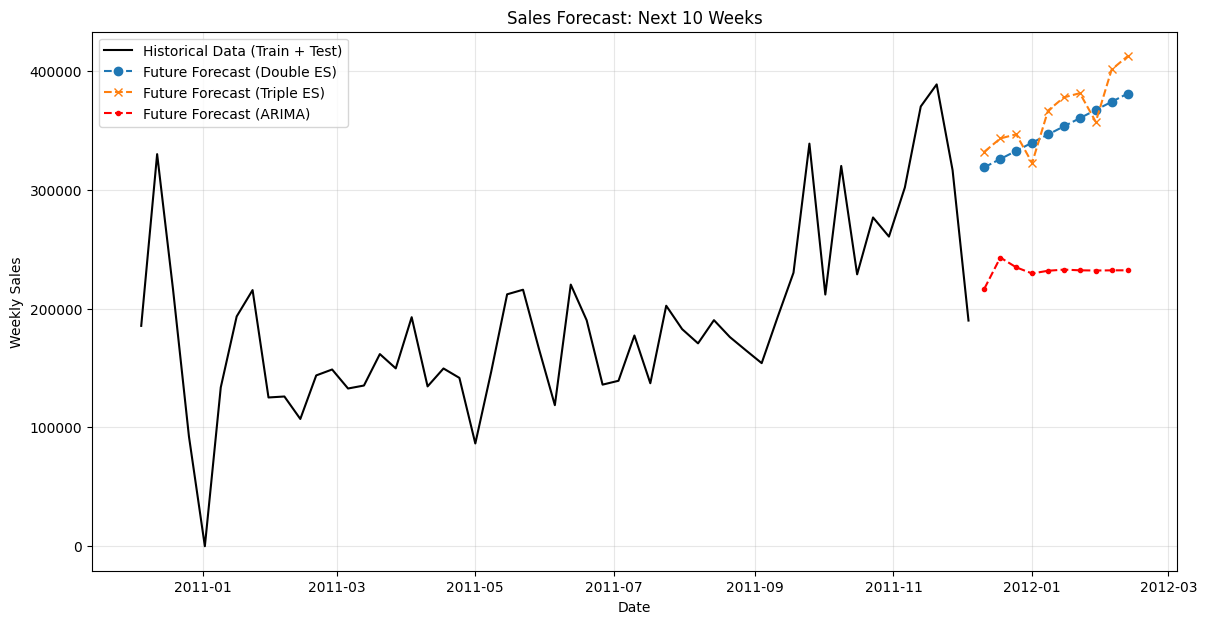 Sales Forecast: Next 10 Weeks
Historical Data (Train + Test)
Future Forecast (Double ES)
Future Forecast (Triple ES)
Future Forecast (ARIMA)
Weekly Sales
400000
300000
200000
100000
0
2011-01 2011-03 2011-05 2011-07 2011-09 2011-11 2012-01 2012-03
Date